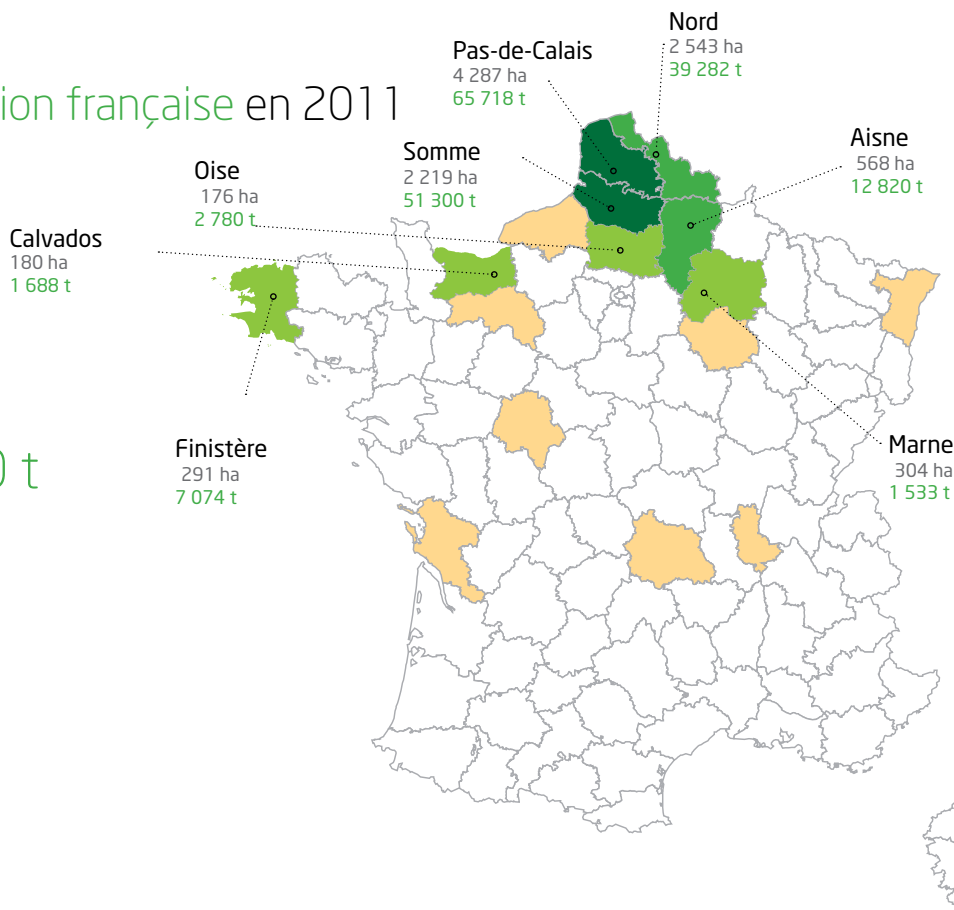 Nord
2 543 ha
39 282 t
Pas-de-Calais
4 287 ha
65 718 t
ion française en 2011
Aisne
568 ha
12 820 t
Somme
2 219 ha
51 300 t
Oise
176 ha
2 780 t
Calvados
180 ha
1 688 t
Finistère
291 ha
7 074 t
t
Marne
304 ha
1 533 t